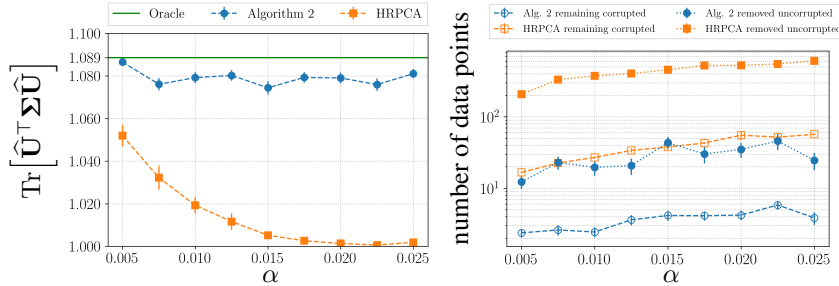 Oracle Algorithm 2 HRPCA
1.100
1.089
1.080
1.060
1.040
1.020
1.000
Tr [Û^⊤ΣÛ]
0.005 0.010 0.015 0.020 0.025
α
Alg. 2 remaining corrupted Alg. 2 removed uncorrupted
HRPCA remaining corrupted HRPCA removed uncorrupted
number of data points
10²
10¹
0.005 0.010 0.015 0.020 0.025
α